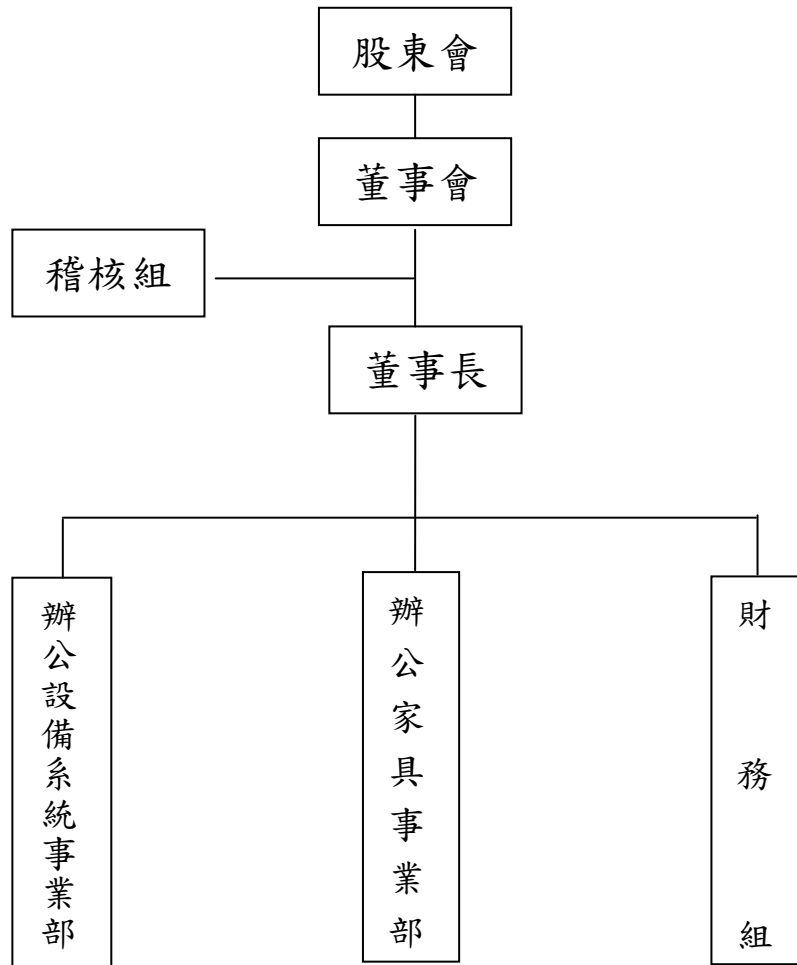 股東會
董事會
稽核組
董事長
辦公設備系統事業部
辦公家具事業部
財務組